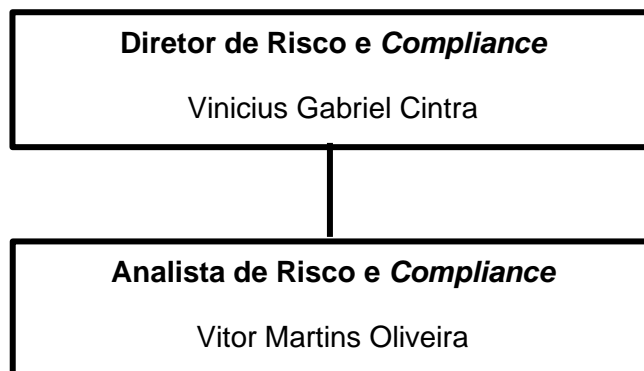 Diretor de Risco e Compliance
Vinicius Gabriel Cintra
Analista de Risco e Compliance
Vitor Martins Oliveira